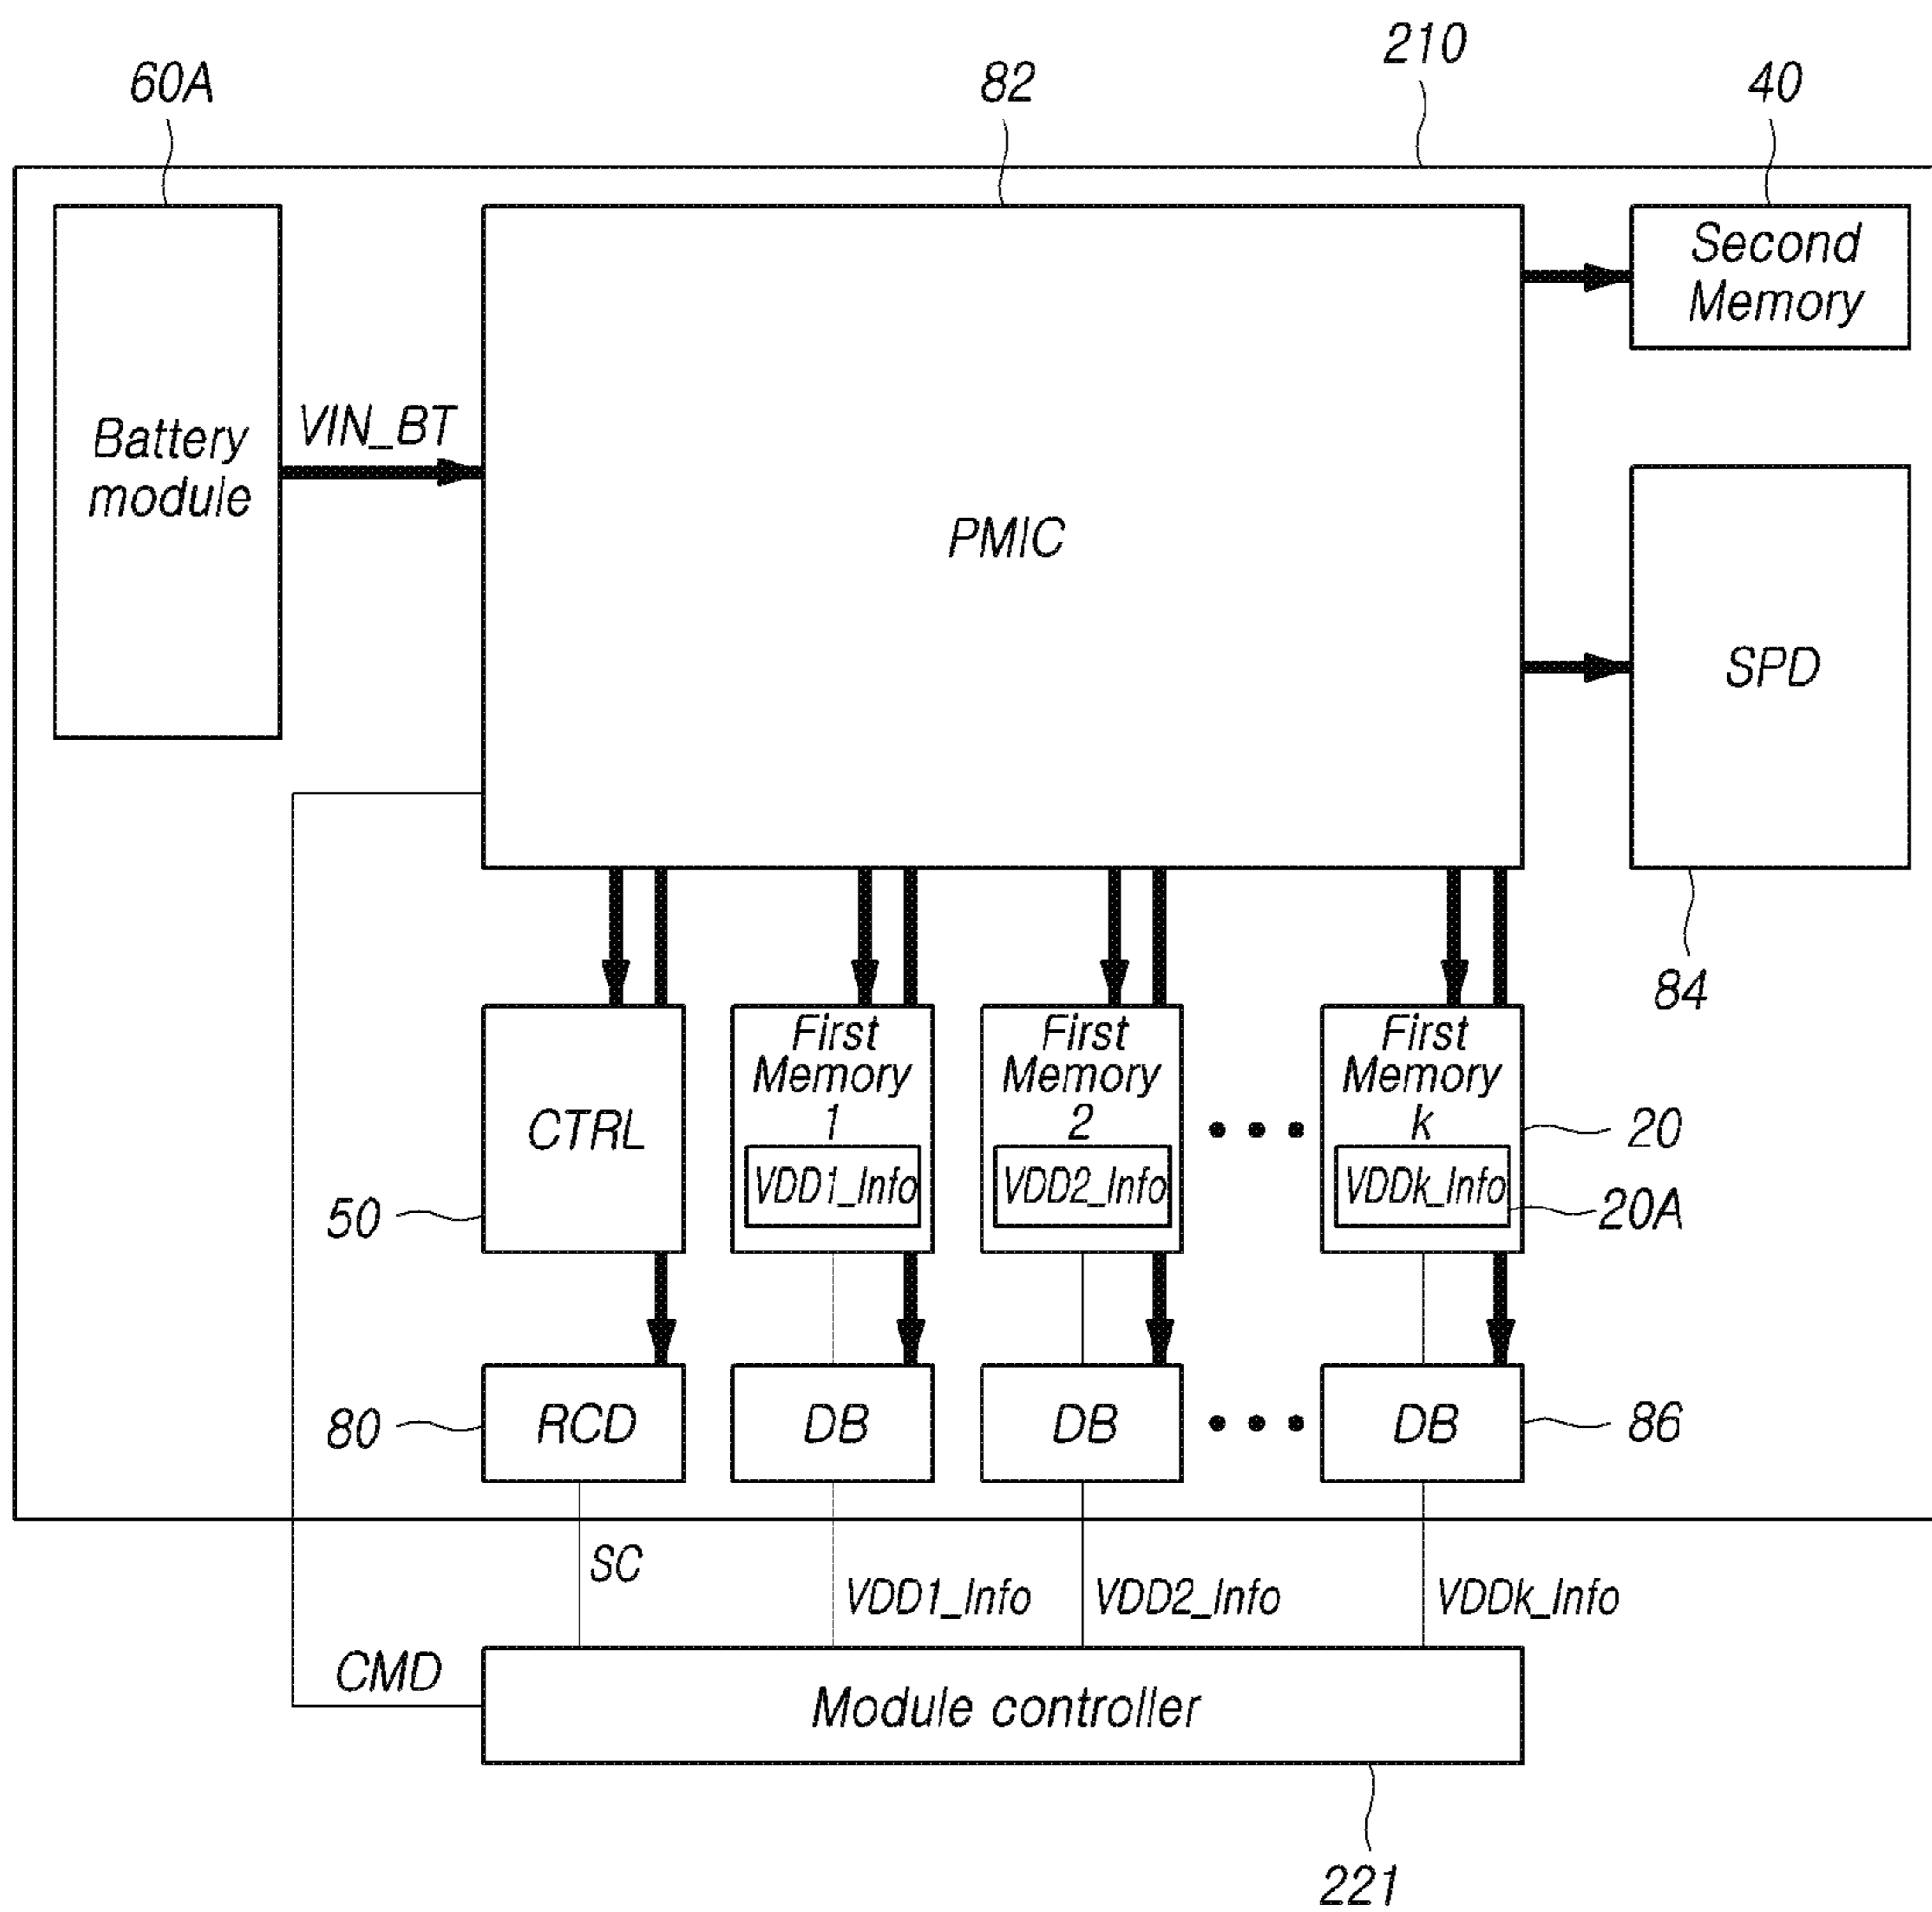 210
60A
82
40
Second
Memory
VIN_BT
Battery
module
PMIC
SPD
84
First
Memory
1
First
Memory
2
First
Memory
k
CTRL
20
VDD1_Info
VDD2_Info
VDDk_Info
20A
50
RCD
DB
DB
DB
80
86
SC
VDD1_Info
VDD2_Info
VDDk_Info
CMD
Module controller
221